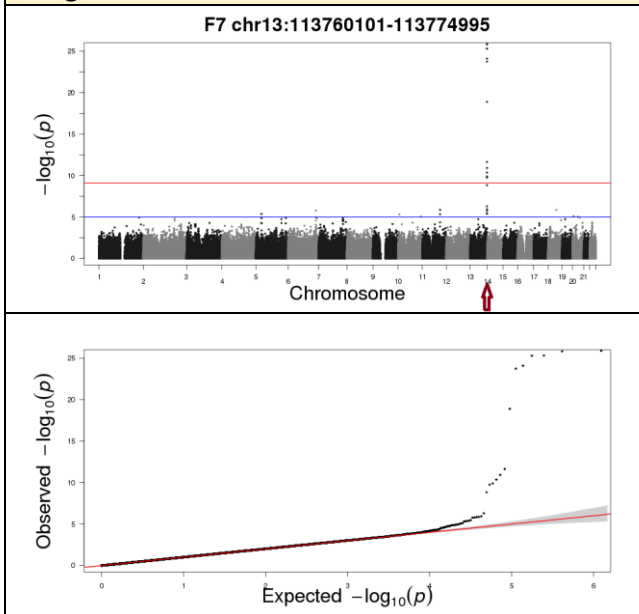 F7 chr13:113760101-113774995
25
20
15
10
5
0
−log10(p)
1 2 3 4 5 6 7 8 9 10 11 12 13 14 15 16 17 18 19 20 21
Chromosome
25
20
15
10
5
0
Observed −log10(p)
0 1 2 3 4 5 6
Expected −log10(p)